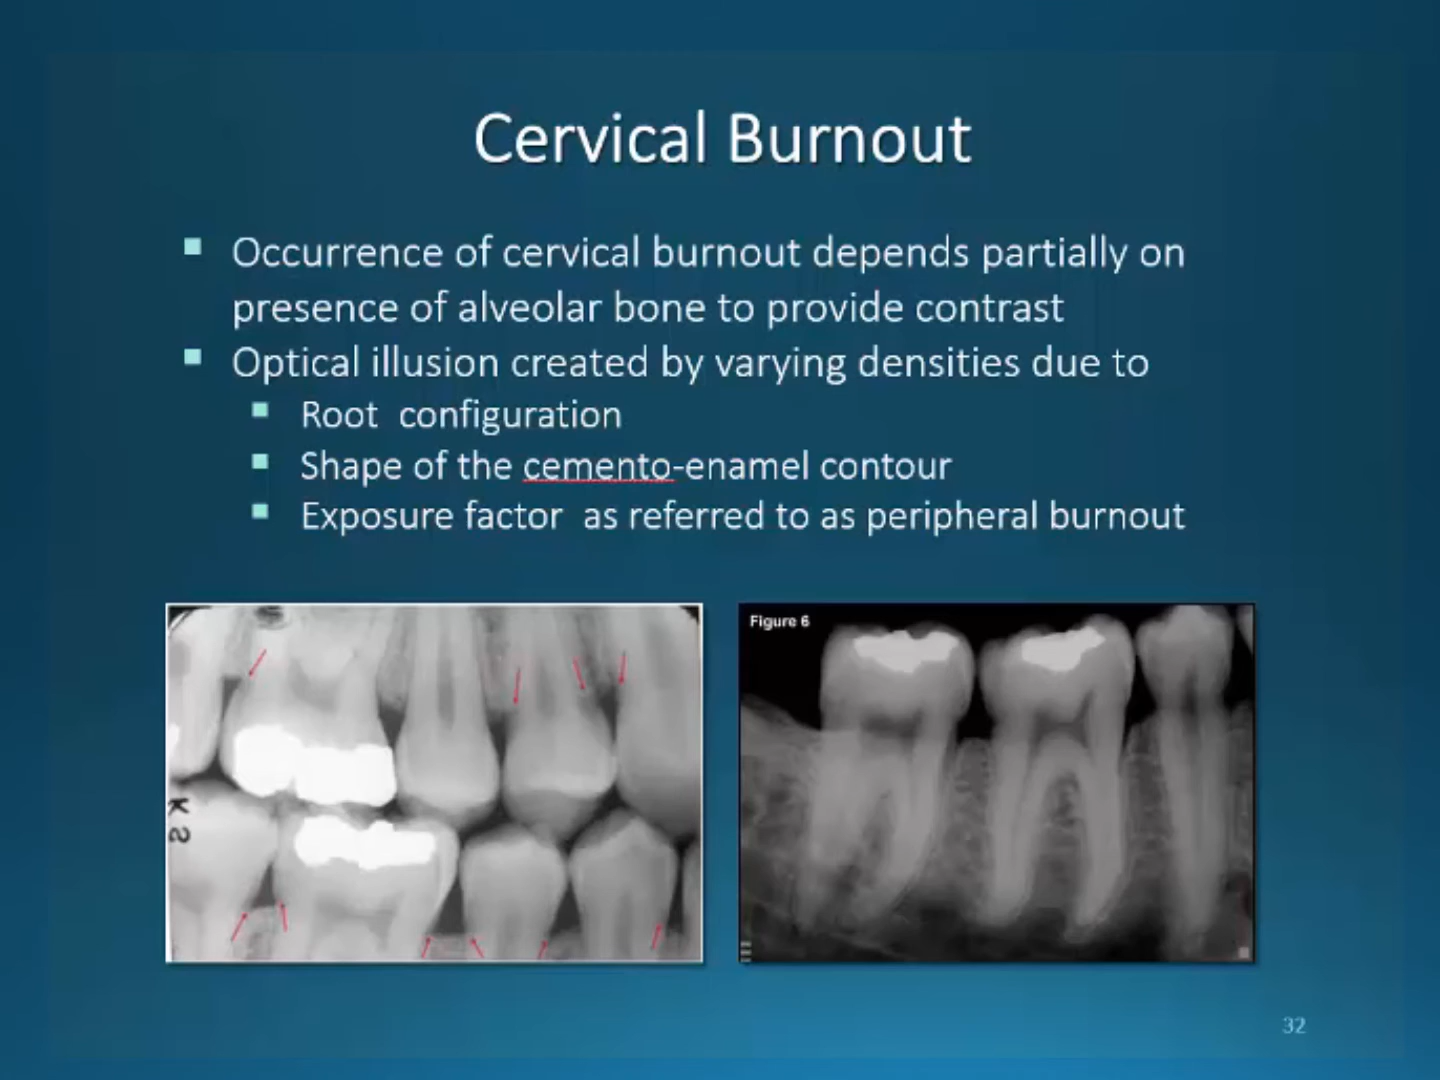 Cervical Burnout
Occurrence of cervical burnout depends partially on
presence of alveolar bone to provide contrast
Optical illusion created by varying densities due to
Root configuration
Shape of the cemento-enamel contour
Exposure factor as referred to as peripheral burnout
K S
Figure 6
32